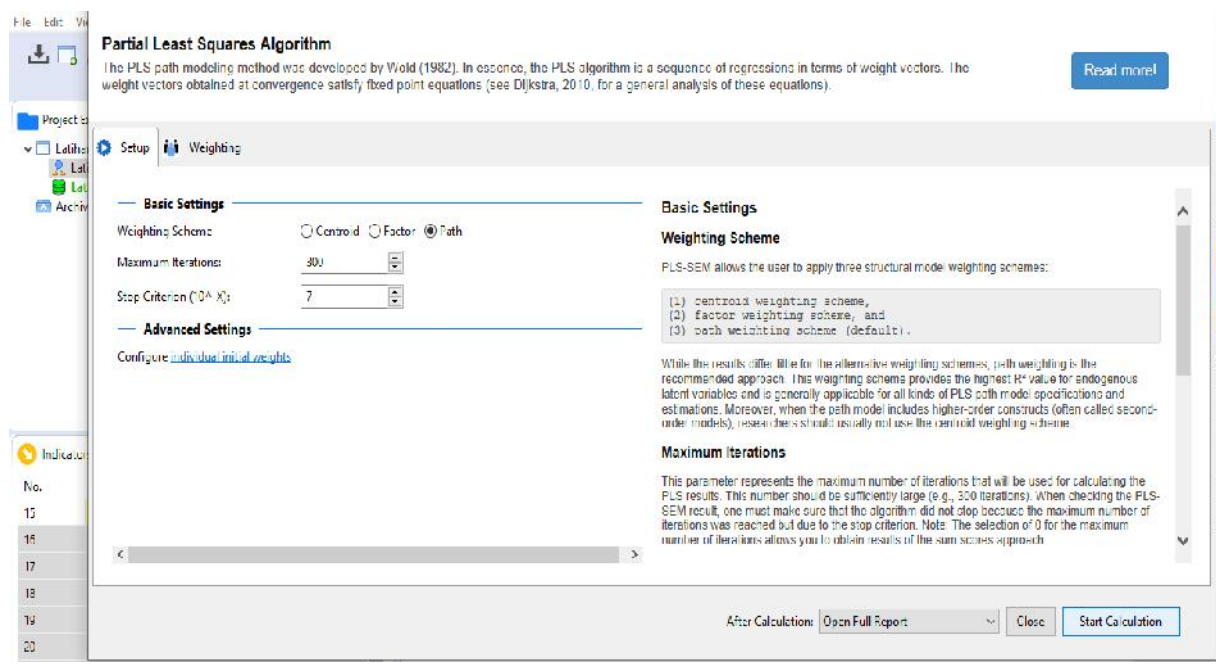 File Edit Vi
Partial Least Squares Algorithm
The PLS path modeling method was developed by Wold (1982). In essence, the PLS algorithm is a sequence of regressions in terms of weight vectors. The
weight vectors obtained at convergence satisfy fixed point equations (see Dijkstra, 2010, for a general analysis of these equations).
Read more!
Project E
Latiha
Lati
Lat
Archiv
Setup
Weighting
Basic Settings
Weighting Scheme
Centroid Factor Path
Maximum Iterations:
300
Stop Criterion (10^-X):
7
Advanced Settings
Configure individual initial weights
Basic Settings
Weighting Scheme
PLS-SEM allows the user to apply three structural model weighting schemes:
(1) centroid weighting scheme,
(2) factor weighting scheme, and
(3) path weighting scheme (default).
While the results differ little for the alternative weighting schemes, path weighting is the
recommended approach. This weighting scheme provides the highest R² value for endogenous
latent variables and is generally applicable for all kinds of PLS path model specifications and
estimations. Moreover, when the path model includes higher-order constructs (often called second-
order models), researchers should usually not use the centroid weighting scheme.
Maximum Iterations
This parameter represents the maximum number of iterations that will be used for calculating the
PLS results. This number should be sufficiently large (e.g., 300 iterations). When checking the PLS-
SEM result, one must make sure that the algorithm did not stop because the maximum number of
iterations was reached but due to the stop criterion. Note: The selection of 0 for the maximum
number of iterations allows you to obtain results of the sum scores approach.
Indicator
No.
15
16
17
18
19
20
After Calculation: Open Full Report
Close
Start Calculation